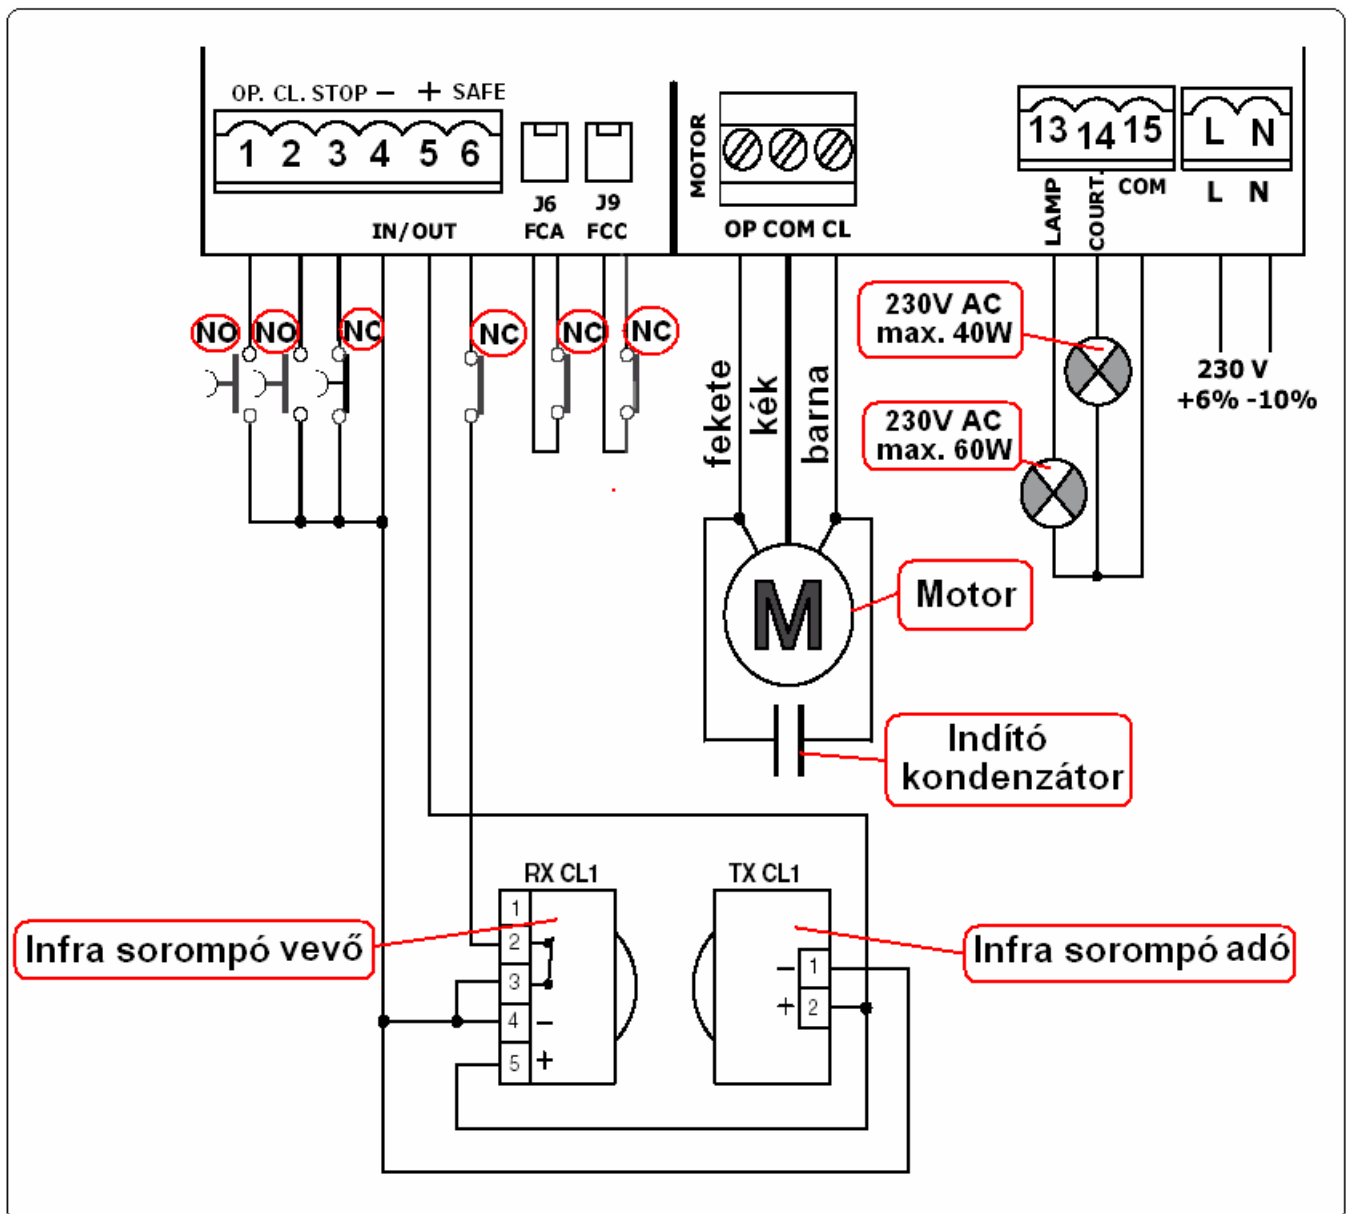 OP. CL. STOP − + SAFE
1 2 3 4 5 6
IN/OUT
J6
FCA
J9
FCC
MOTOR
OP COM CL
13 14 15
LAMP
COURT.
COM
L N
L N
NO NO NC NC NC NC
fekete
kék
barna
230V AC
max. 40W
230V AC
max. 60W
230 V
+6% -10%
M
Motor
Indító
kondenzátor
RX CL1
1
2
3
4 −
5 +
TX CL1
− 1
+ 2
Infra sorompó vevő
Infra sorompó adó